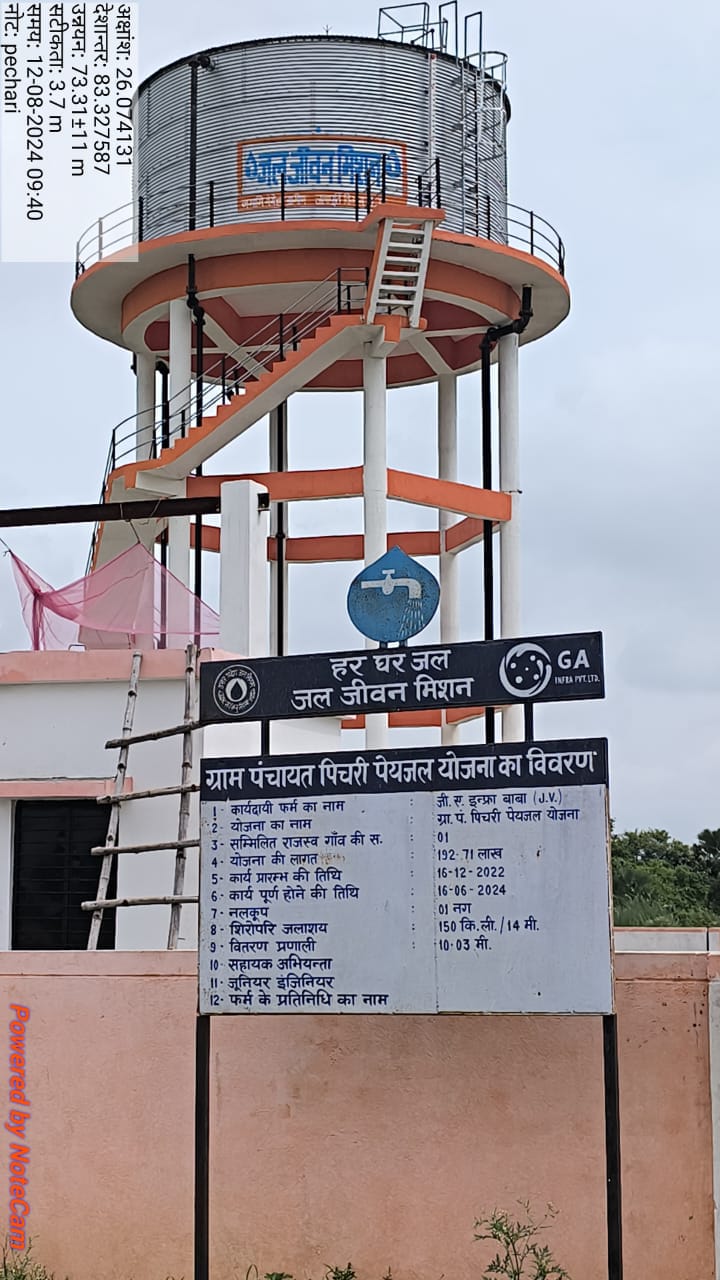 अक्षांश: 26.074131
देशान्तर: 83.327587
उन्नयन: 73.31±11 m
सटीकता: 3.7 m
समय: 12-08-2024 09:40
नोट: pechari
जल जीवन मिशन
हर घर जल
जल जीवन मिशन
GA
INFRA PVT. LTD.
ग्राम पंचायत पिचरी पेयजल योजना का विवरण
1- कार्यदायी फर्म का नाम : जी. ए. इन्फ्रा बाबा (J.V.)
2- योजना का नाम : ग्रा. पं. पिचरी पेयजल योजना
3- सम्मिलित राजस्व गाँव की स. : 01
4- योजना की लागत : 192.71 लाख
5- कार्य प्रारम्भ की तिथि : 16-12-2022
6- कार्य पूर्ण होने की तिथि : 16-06-2024
7- नलकूप : 01 नग
8- शिरोपरि जलाशय : 150 कि.ली./14 मी.
9- वितरण प्रणाली : 10.03 मी.
10- सहायक अभियन्ता
11- जूनियर इंजिनियर
12- फर्म के प्रतिनिधि का नाम
Powered by NoteCam